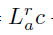 = L_a^r c -